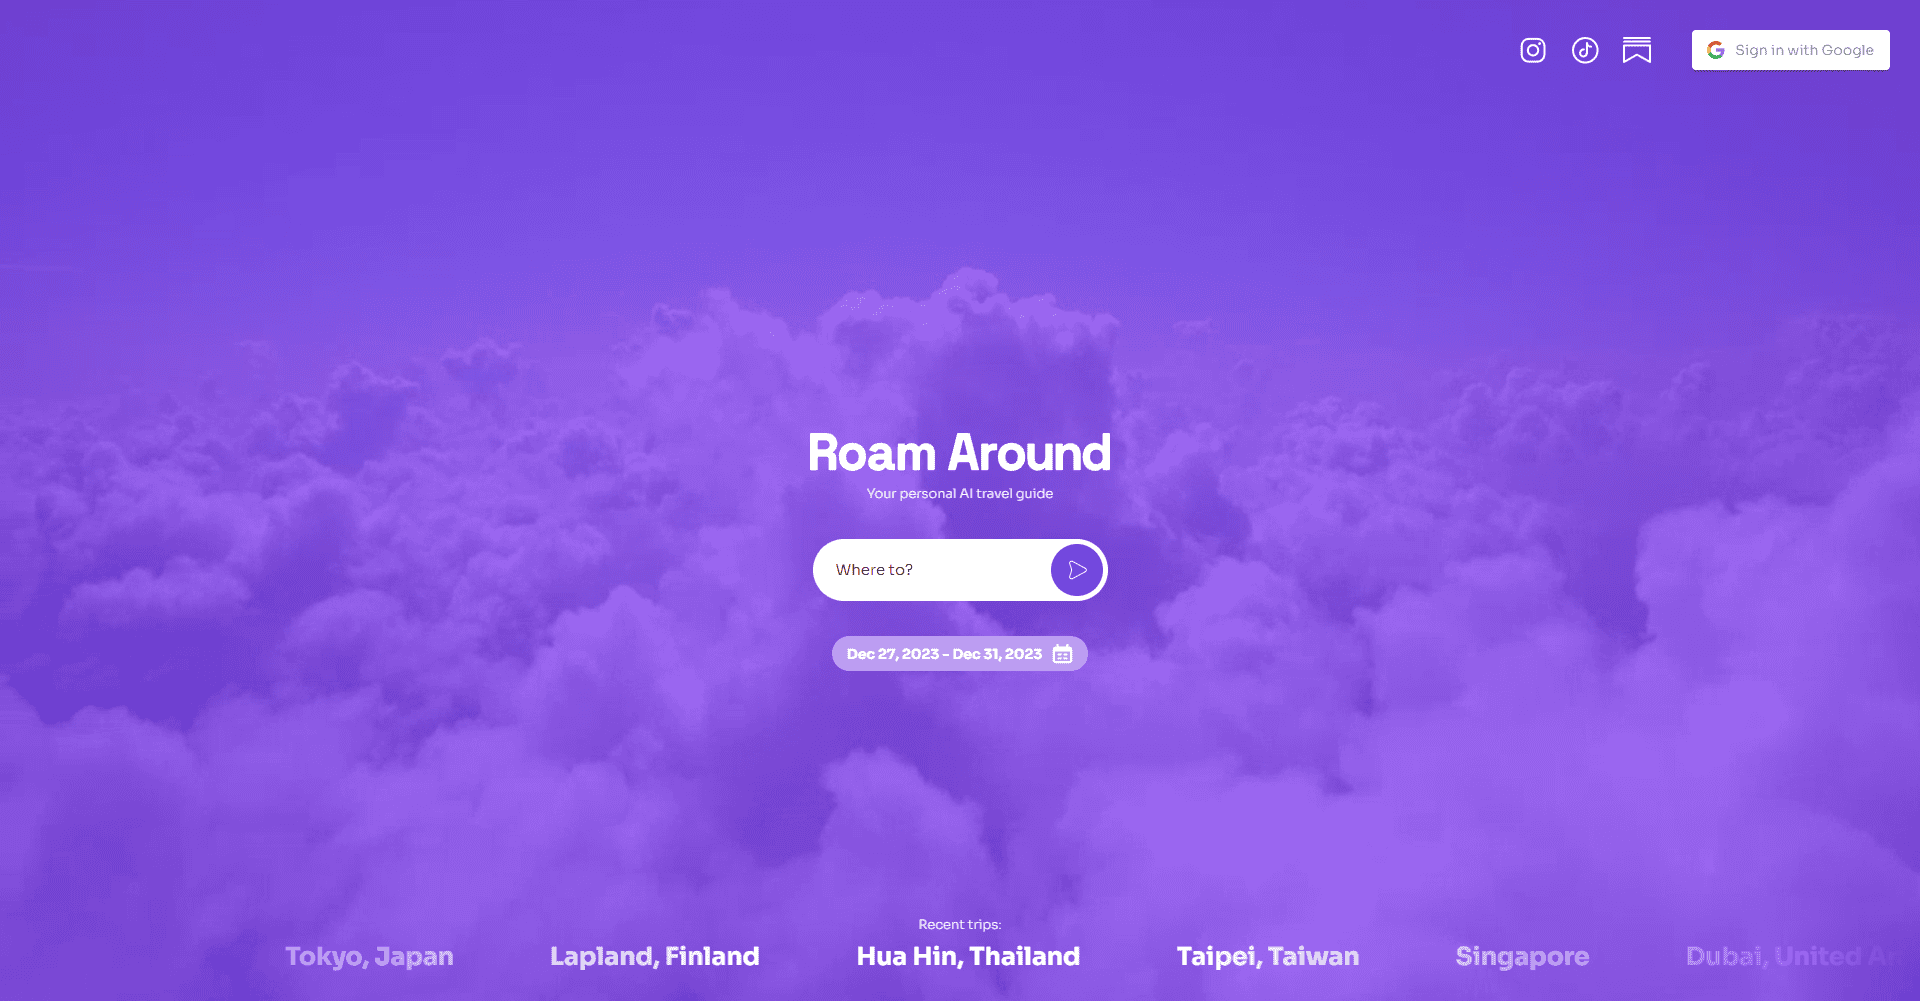 Sign in with Google
Roam Around
Your personal AI travel guide
Where to?
Dec 27, 2023 - Dec 31, 2023
Recent trips:
Tokyo, Japan
Lapland, Finland
Hua Hin, Thailand
Taipei, Taiwan
Singapore
Dubai, United